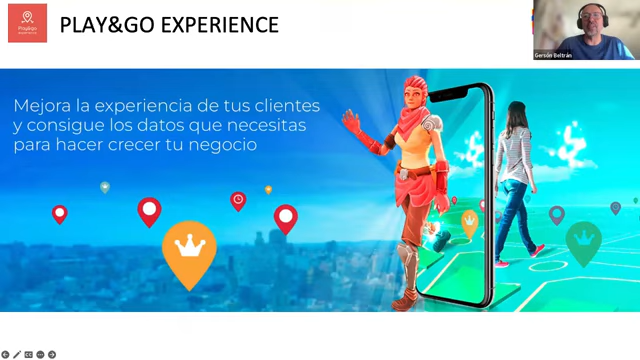 Play&go
experience
PLAY&GO EXPERIENCE
Gersón Beltrán
Mejora la experiencia de tus clientes
y consigue los datos que necesitas
para hacer crecer tu negocio